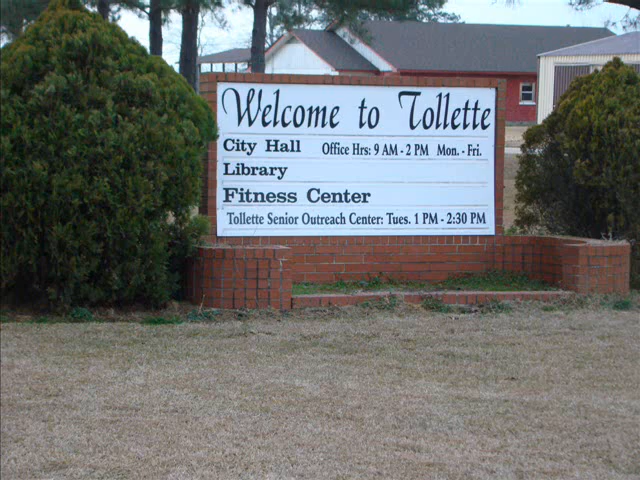 Welcome to Tollette
City Hall Office Hrs: 9 AM - 2 PM Mon. - Fri.
Library
Fitness Center
Tollette Senior Outreach Center: Tues. 1 PM - 2:30 PM